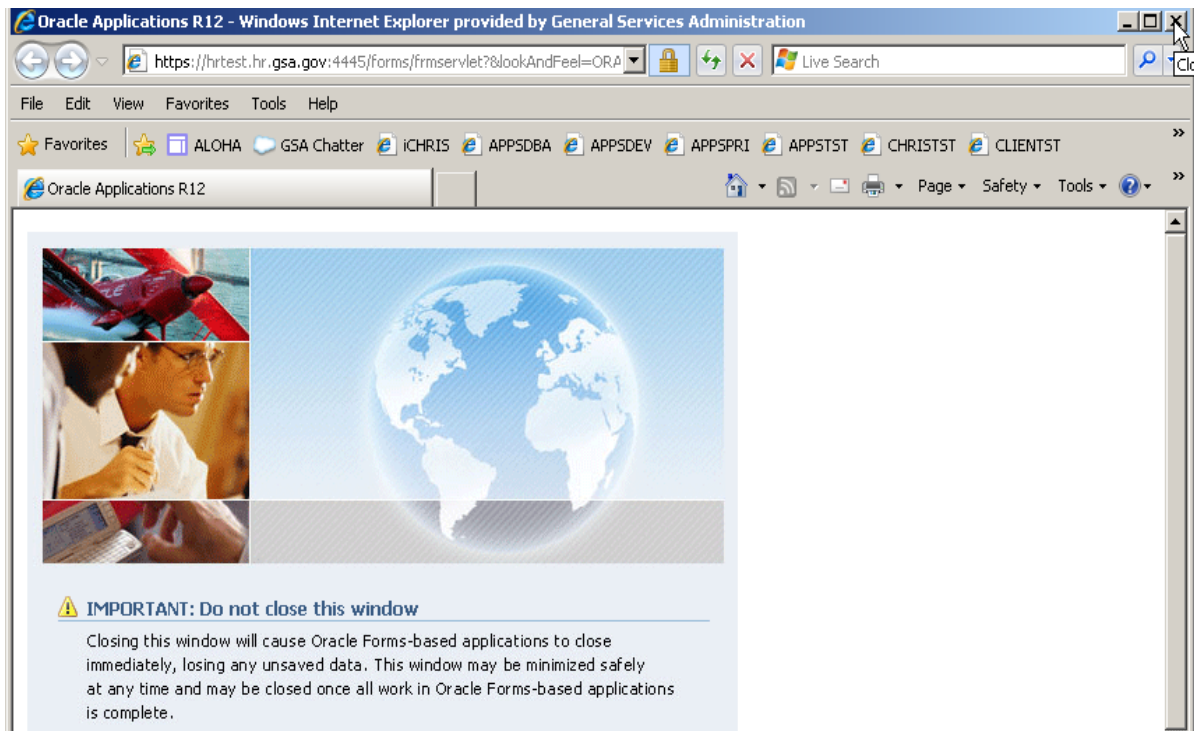 Oracle Applications R12 - Windows Internet Explorer provided by General Services Administration
https://hrtest.hr.gsa.gov:4445/forms/frmservlet?&lookAndFeel=ORA
Live Search
Clo
File Edit View Favorites Tools Help
Favorites ALOHA GSA Chatter iCHRIS APPSDBA APPSDEV APPSPRI APPSTST CHRISTST CLIENTST
Oracle Applications R12 Page Safety Tools
IMPORTANT: Do not close this window
Closing this window will cause Oracle Forms-based applications to close
immediately, losing any unsaved data. This window may be minimized safely
at any time and may be closed once all work in Oracle Forms-based applications
is complete.